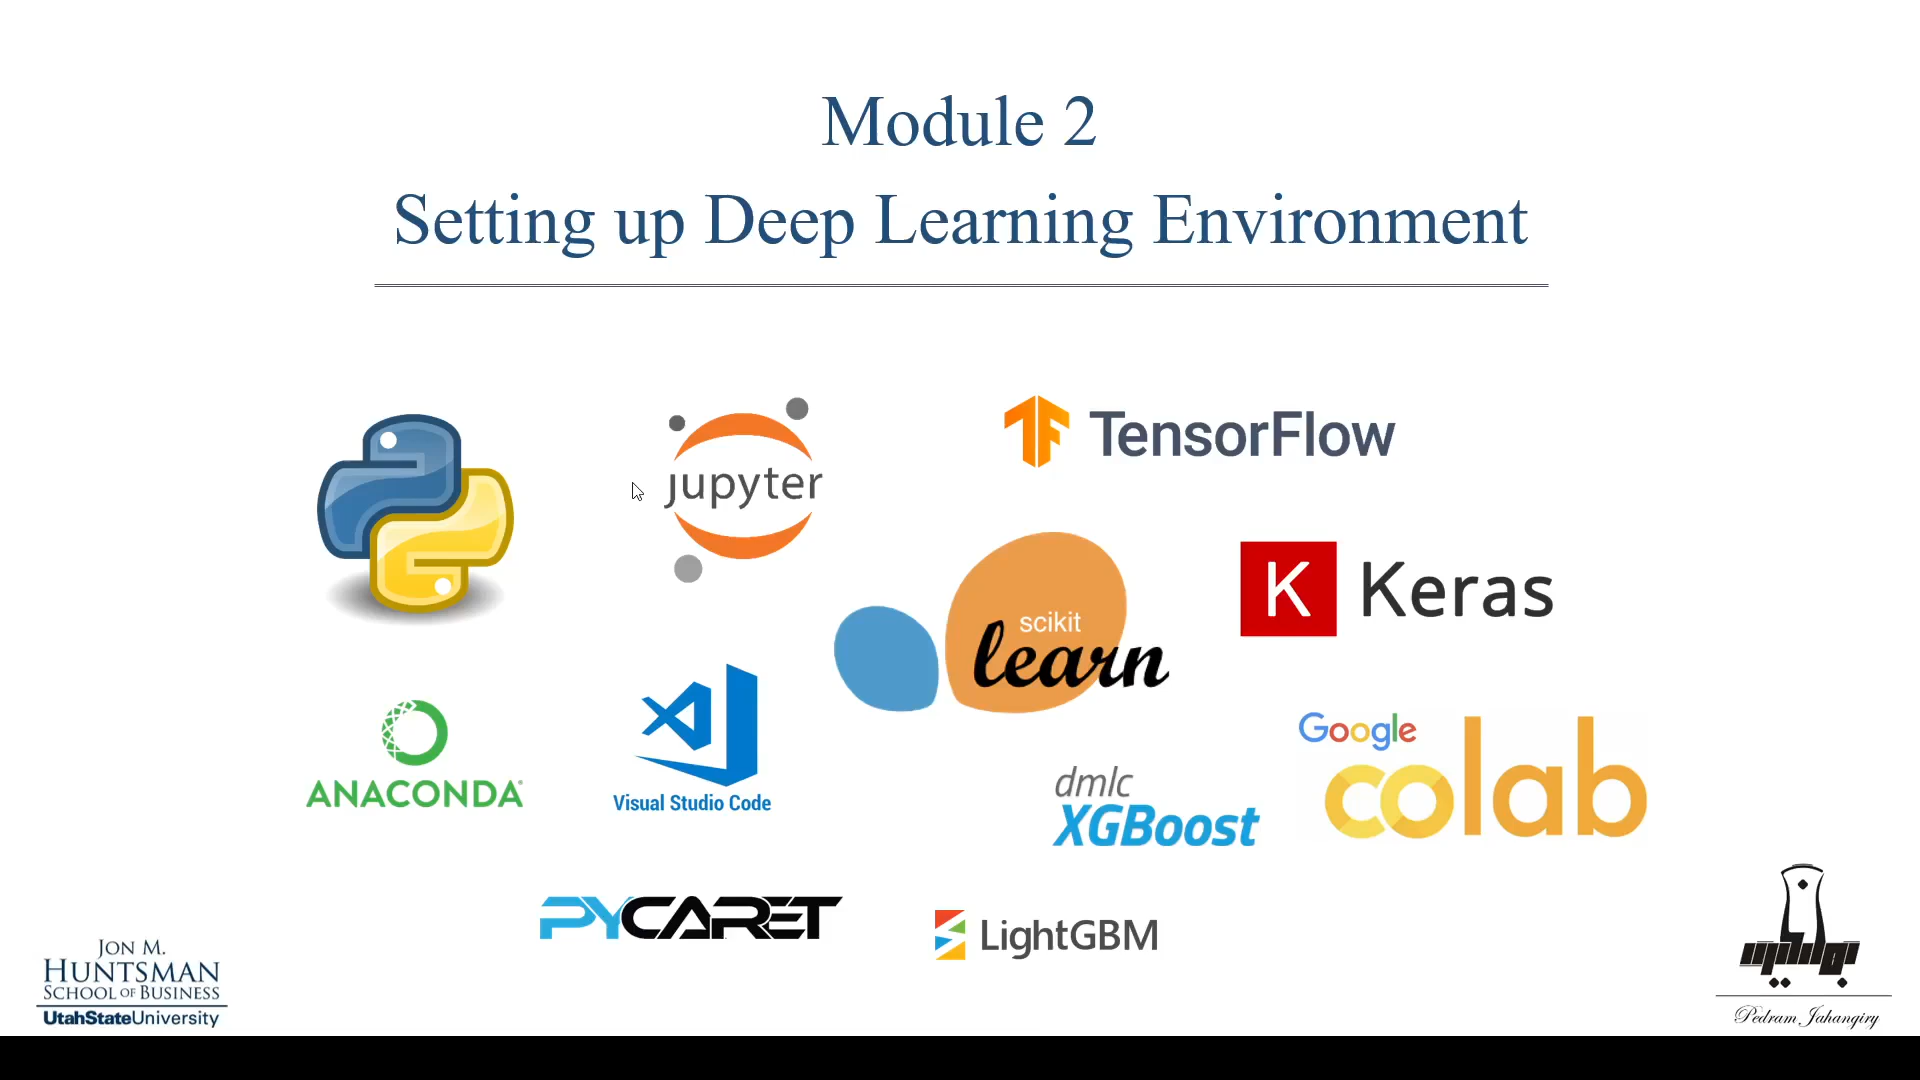 Module 2
Setting up Deep Learning Environment
TensorFlow
jupyter
K Keras
scikit
learn
Google
colab
ANACONDA
Visual Studio Code
dmlc
XGBoost
PYCARET
LightGBM
JON M.
HUNTSMAN
SCHOOL OF BUSINESS
UtahStateUniversity
Pedram Jahangiry